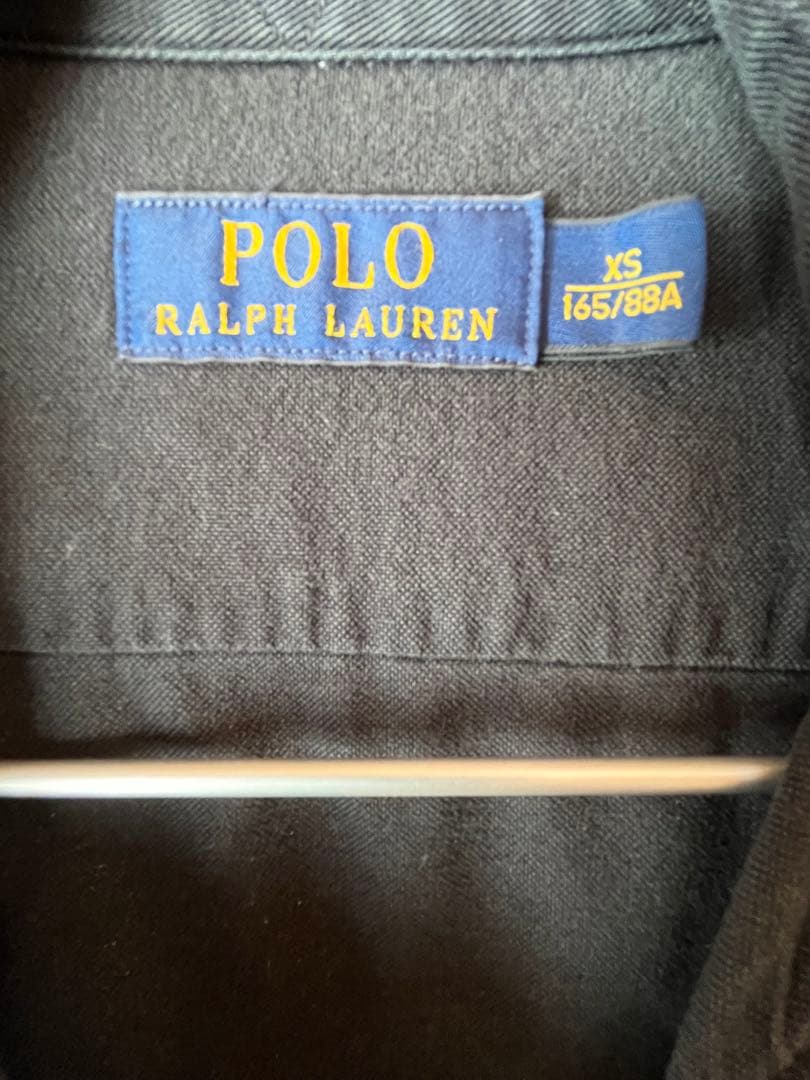 POLO
RALPH LAUREN
XS
165/88A